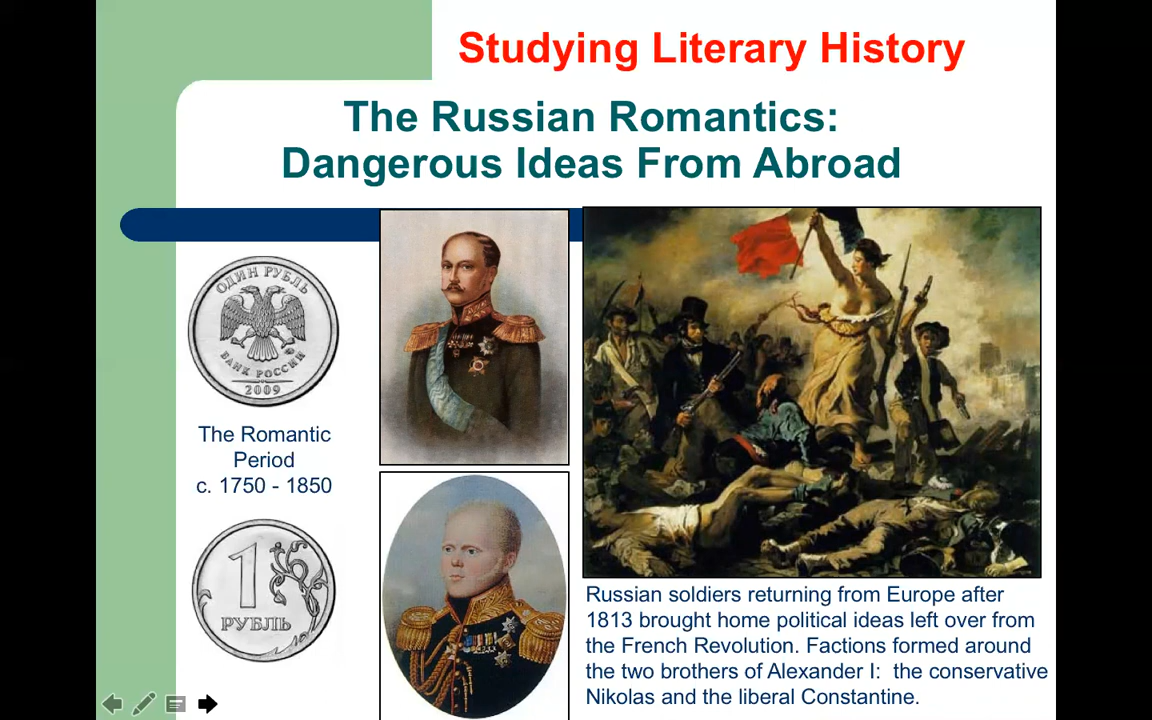 Studying Literary History
The Russian Romantics:
Dangerous Ideas From Abroad
ОДИН РУБЛЬ
БАНК РОССИИ
2009
The Romantic
Period
c. 1750 - 1850
1
РУБЛЬ
Russian soldiers returning from Europe after
1813 brought home political ideas left over from
the French Revolution. Factions formed around
the two brothers of Alexander I:  the conservative
Nikolas and the liberal Constantine.